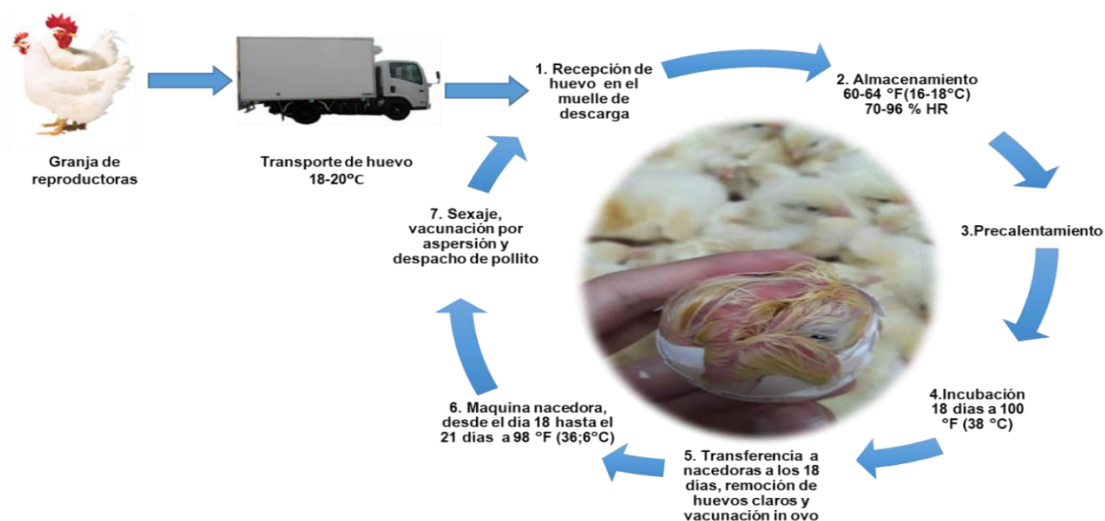 Granja de
reproductoras
Transporte de huevo
18-20°C
1. Recepción de
huevo en el
muelle de
descarga
2. Almacenamiento
60-64 °F(16-18°C)
70-96 % HR
3.Precalentamiento
4.Incubación
18 días a 100
°F (38 °C)
5. Transferencia a
nacedoras a los 18
días, remoción de
huevos claros y
vacunación in ovo
6. Maquina nacedora,
desde el día 18 hasta el
21 días a 98 °F (36;6°C)
7. Sexaje,
vacunación por
aspersión y
despacho de pollito